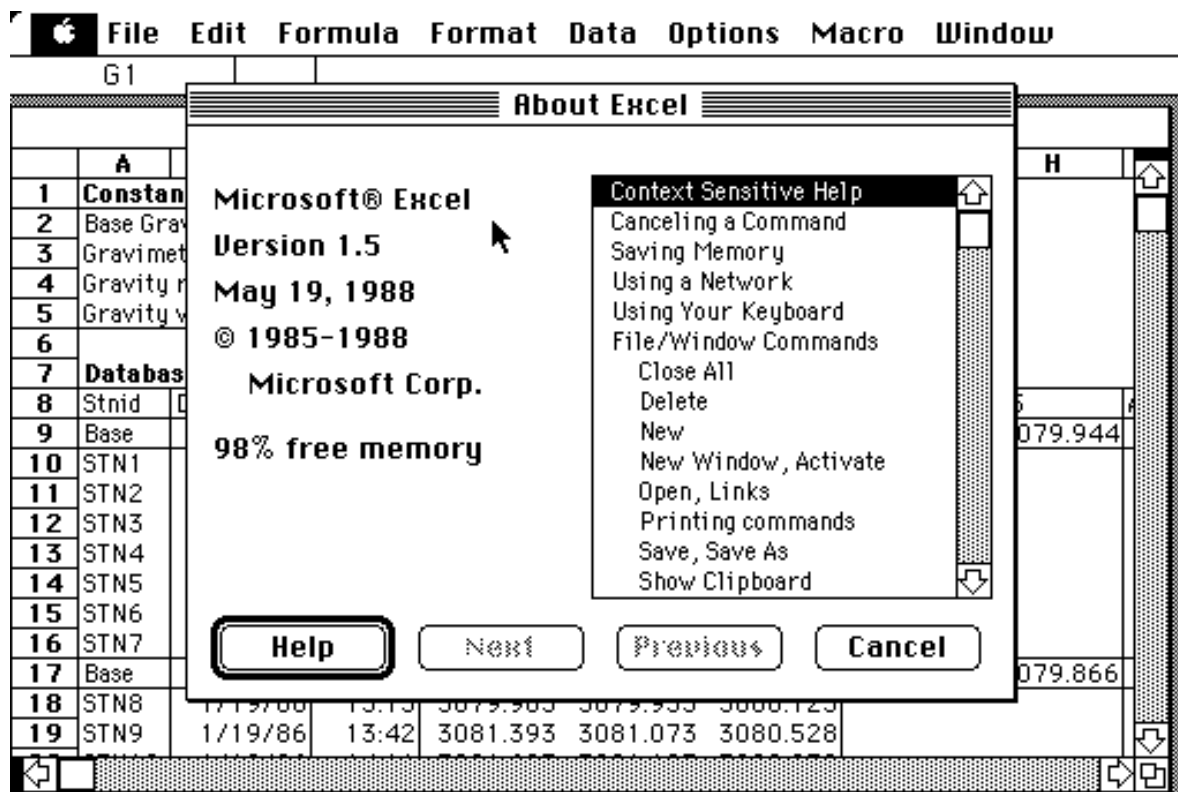 File Edit Formula Format Data Options Macro Window
G1
About Excel
A H
Microsoft® Excel
Version 1.5
May 19, 1988
© 1985-1988
Microsoft Corp.
98% free memory
Context Sensitive Help
Canceling a Command
Saving Memory
Using a Network
Using Your Keyboard
File/Window Commands
Close All
Delete
New
New Window, Activate
Open, Links
Printing commands
Save, Save As
Show Clipboard
Help Next Previous Cancel
1 Constan
2 Base Gra
3 Gravimet
4 Gravity r
5 Gravity v
6
7 Databas
8 Stnid
9 Base 079.944
10 STN1
11 STN2
12 STN3
13 STN4
14 STN5
15 STN6
16 STN7
17 Base 079.866
18 STN8
19 STN9 1/19/86 13:42 3081.393 3081.073 3080.528